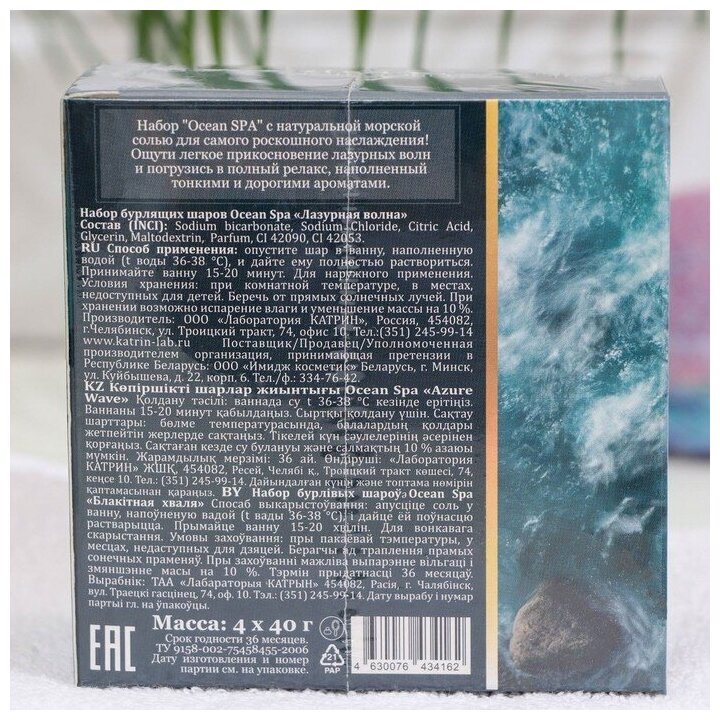 Набор "Ocean SPA" с натуральной морской
солью для самого роскошного наслаждения!
Ощути легкое прикосновение лазурных волн
и погрузись в полный релакс, наполненный
тонкими и дорогими ароматами.
Набор бурлящих шаров Ocean Spa «Лазурная волна»
Состав (INCI): Sodium bicarbonate, Sodium Chloride, Citric Acid,
Glycerin, Maltodextrin, Parfum, CI 42090, CI 42053.
RU Способ применения: опустите шар в ванну, наполненную
водой (t воды 36-38 °C), и дайте ему полностью раствориться.
Принимайте ванну 15-20 минут. Для наружного применения.
Условия хранения: при комнатной температуре, в местах,
недоступных для детей. Беречь от прямых солнечных лучей. При
хранении возможно испарение влаги и уменьшение массы на 10 %.
Производитель: ООО «Лаборатория КАТРИН», Россия, 454082,
г.Челябинск, ул. Троицкий тракт, 74, офис 10. Тел.:(351) 245-99-14
www.katrin-lab.ru Поставщик/Продавец/Уполномоченная
производителем организация, принимающая претензии в
Республике Беларусь: ООО «Имидж косметик» Беларусь, г. Минск,
ул. Куйбышева, д. 22, корп. 6. Тел./ф.: 334-76-42.
KZ Көпіршікті шарлар жиынтығы Ocean Spa «Azure
Wave» Қолдану тәсілі: ваннада су t 36-38 °C кезінде ерітіңіз.
Ваннаны 15-20 минут қабылдаңыз. Сыртқы қолдану үшін. Сақтау
шарттары: бөлме температурасында, балалардың қолдары
жетпейтін жерлерде сақтаңыз. Тікелей күн сәулелерінің әсерінен
қорғаңыз. Сақтаған кезде су булануы және салмақтың 10 % азаюы
мүмкін. Жарамдылық мерзімі: 36 ай. Өндіруші: «Лаборатория
КАТРИН» ЖШҚ, 454082, Ресей, Челябі қ., Троицкий тракт көшесі, 74,
кеңсе 10. Тел.: (351) 245-99-14. Дайындалған күнін және топтама нөмірін
қаптамасынан қараңыз. BY Набор бурлівых шароў Ocean Spa
«Блакітная хваля» Спосаб выкарыстоўвання: апусціце соль у
ванну, напоўненую вадой (t вады 36-38 °C), і дайце ёй поўнасцю
растварыцца. Прымайце ванну 15-20 хвілін. Для вонкавага
скарыстання. Умовы захоўвання: пры пакаёвай тэмпературы, у
месцах, недаступных для дзяцей. Берагчы ад траплення прамых
сонечных праменяў. Пры захоўванні мажліва выпарэнне вільгаці і
змяншэнне масы на 10 %. Тэрмін прыдатнасці 36 месяцаў.
Вырабнік: ТАА «Лабараторыя КАТРЫН» 454082, Расія, г. Чалябінск,
вул. Траецкі гасцінец, 74, оф. 10. Тэл.: (351) 245-99-14. Дату вырабу і нумар
партыі гл. на ўпакоўцы.
EAC
Масса: 4 x 40 г
Срок годности 36 месяцев.
ТУ 9158-002-75458455-2006
Дата изготовления и номер
партии см. на упаковке.
21
PAP
4 630076 434162